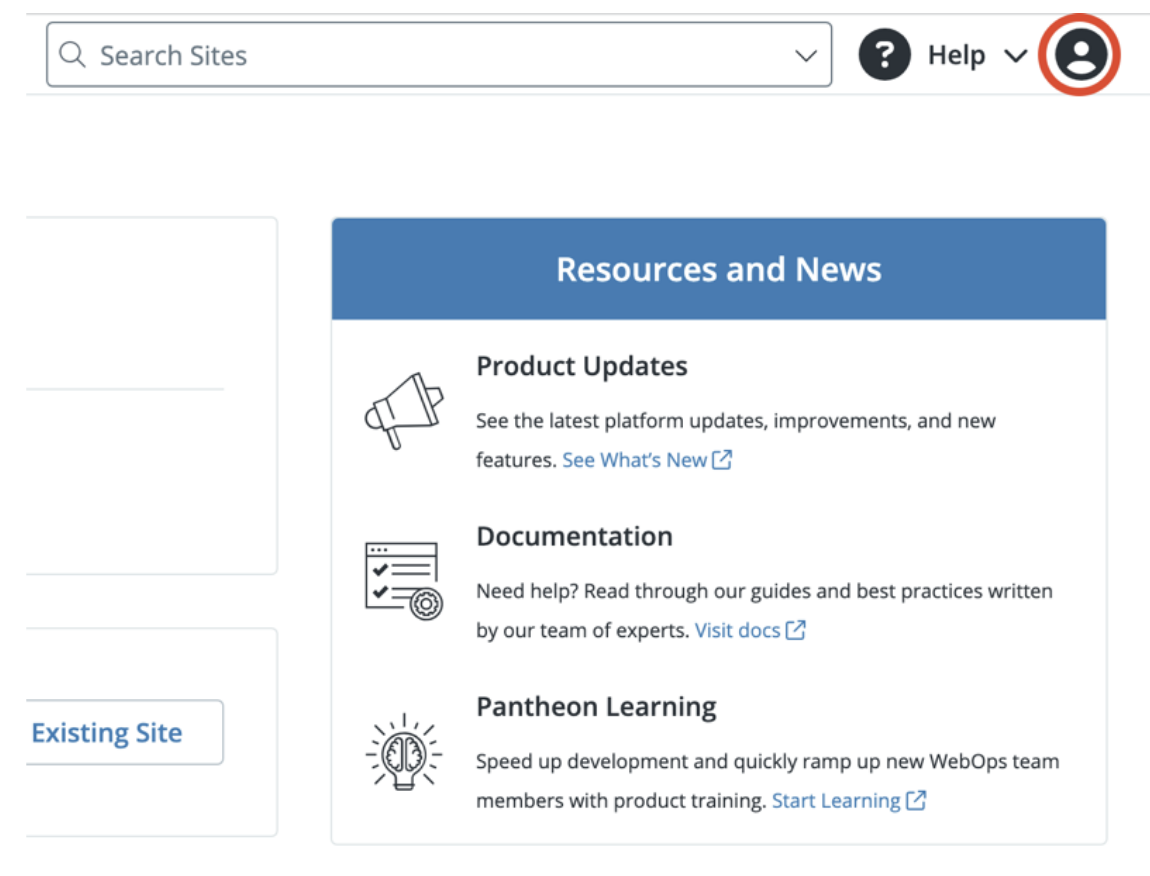 Search Sites
? Help
Resources and News
Product Updates
See the latest platform updates, improvements, and new
features. See What's New
Documentation
Need help? Read through our guides and best practices written
by our team of experts. Visit docs
Existing Site
Pantheon Learning
Speed up development and quickly ramp up new WebOps team
members with product training. Start Learning